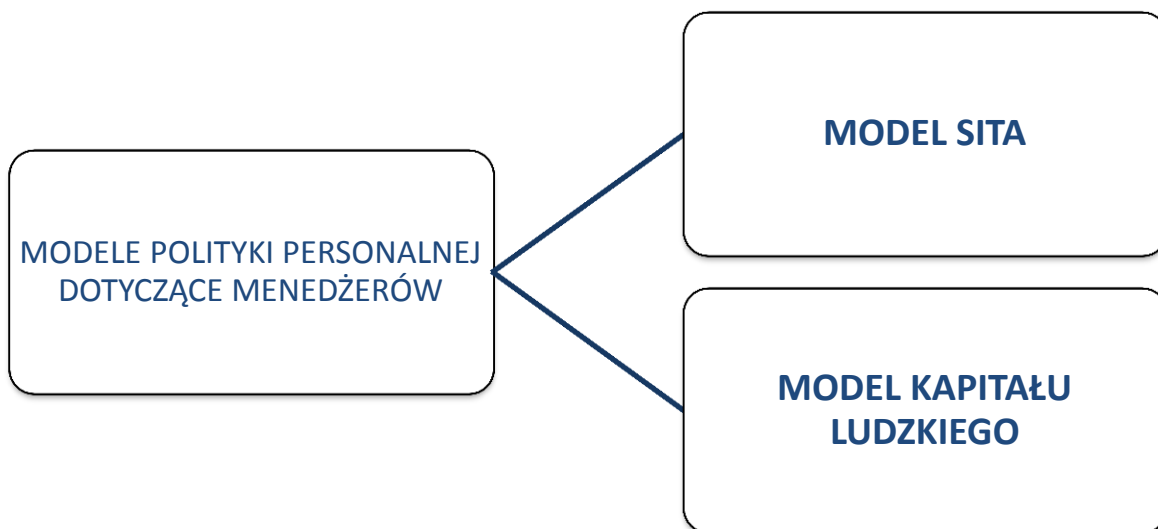 MODEL SITA
MODELE POLITYKI PERSONALNEJ
DOTYCZĄCE MENEDŻERÓW
MODEL KAPITAŁU
LUDZKIEGO